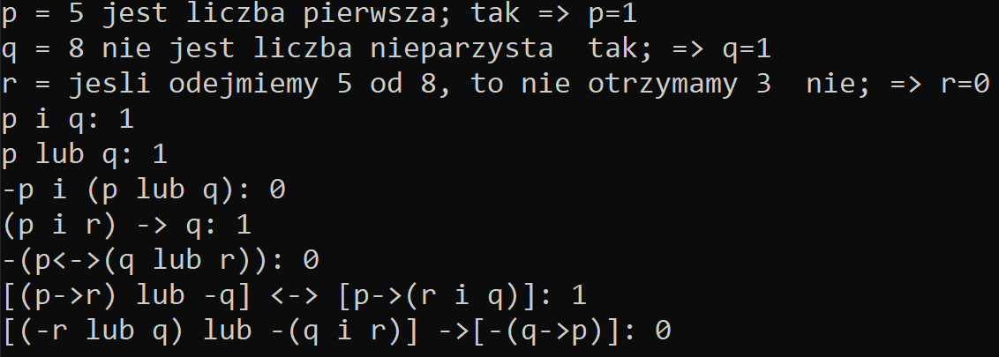 p = 5 jest liczba pierwsza; tak => p=1
q = 8 nie jest liczba nieparzysta  tak; => q=1
r = jesli odejmiemy 5 od 8, to nie otrzymamy 3  nie; => r=0
p i q: 1
p lub q: 1
-p i (p lub q): 0
(p i r) -> q: 1
-(p<->(q lub r)): 0
[(p->r) lub -q] <-> [p->(r i q)]: 1
[(-r lub q) lub -(q i r)] ->[-(q->p)]: 0